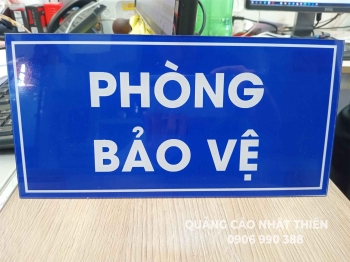 PHÒNG
BẢO VỆ
QUẢNG CÁO NHẬT THIÊN
0906 990 388